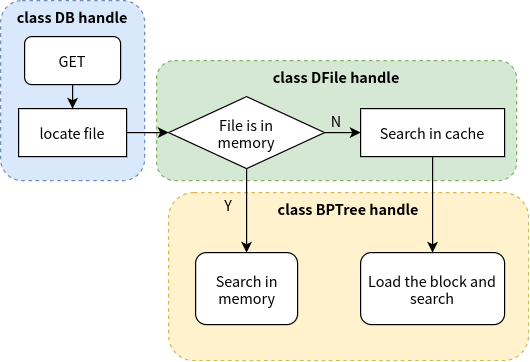 class DB handle
GET
locate file
class DFile handle
File is in
memory
N
Search in cache
Y
class BPTree handle
Search in
memory
Load the block and
search